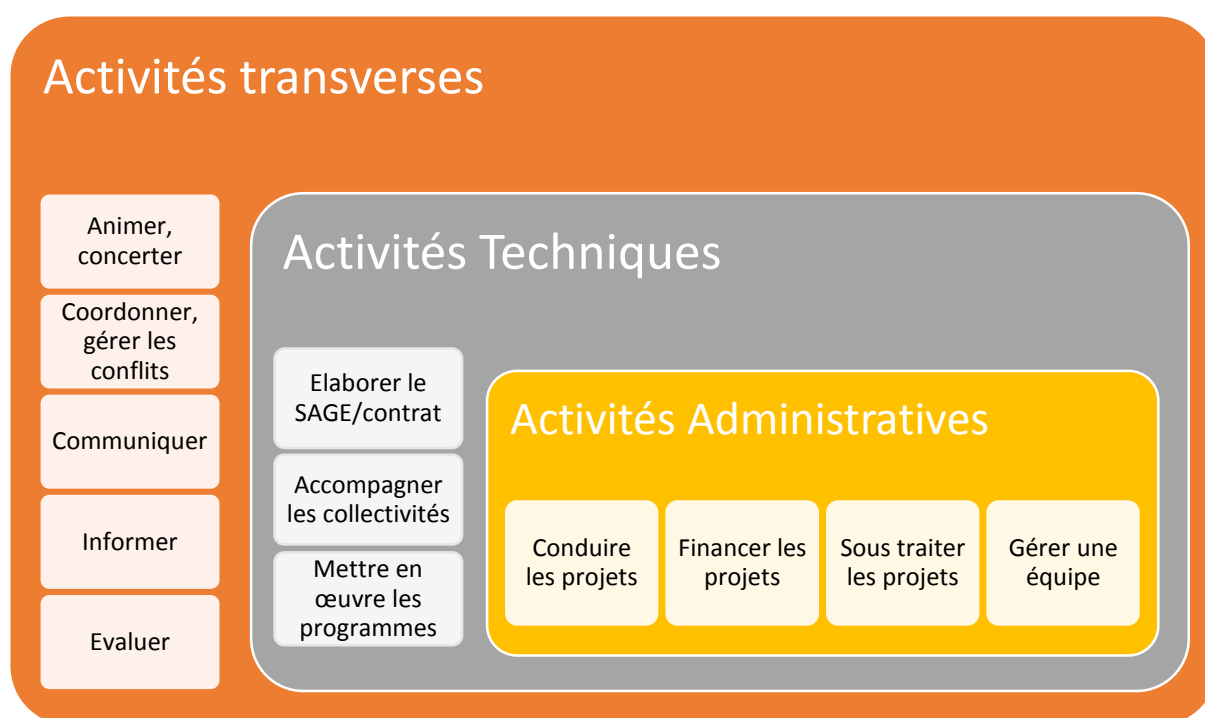 Activités transverses
Animer,
concerter
Coordonner,
gérer les
conflits
Communiquer
Informer
Evaluer
Activités Techniques
Elaborer le
SAGE/contrat
Accompagner
les collectivités
Mettre en
œuvre les
programmes
Activités Administratives
Conduire
les projets
Financer les
projets
Sous traiter
les projets
Gérer une
équipe